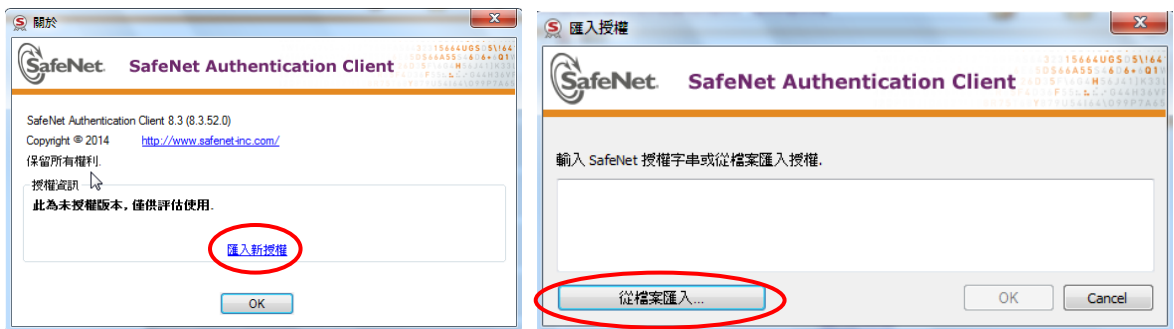 關於
SafeNet. SafeNet Authentication Client
SafeNet Authentication Client 8.3 (8.3.52.0)
Copyright © 2014 http://www.safenet-inc.com/
保留所有權利.
授權資訊
此為未授權版本, 僅供評估使用.
匯入新授權
OK
匯入授權
SafeNet. SafeNet Authentication Client
輸入 SafeNet 授權字串或從檔案匯入授權.
從檔案匯入...
OK Cancel